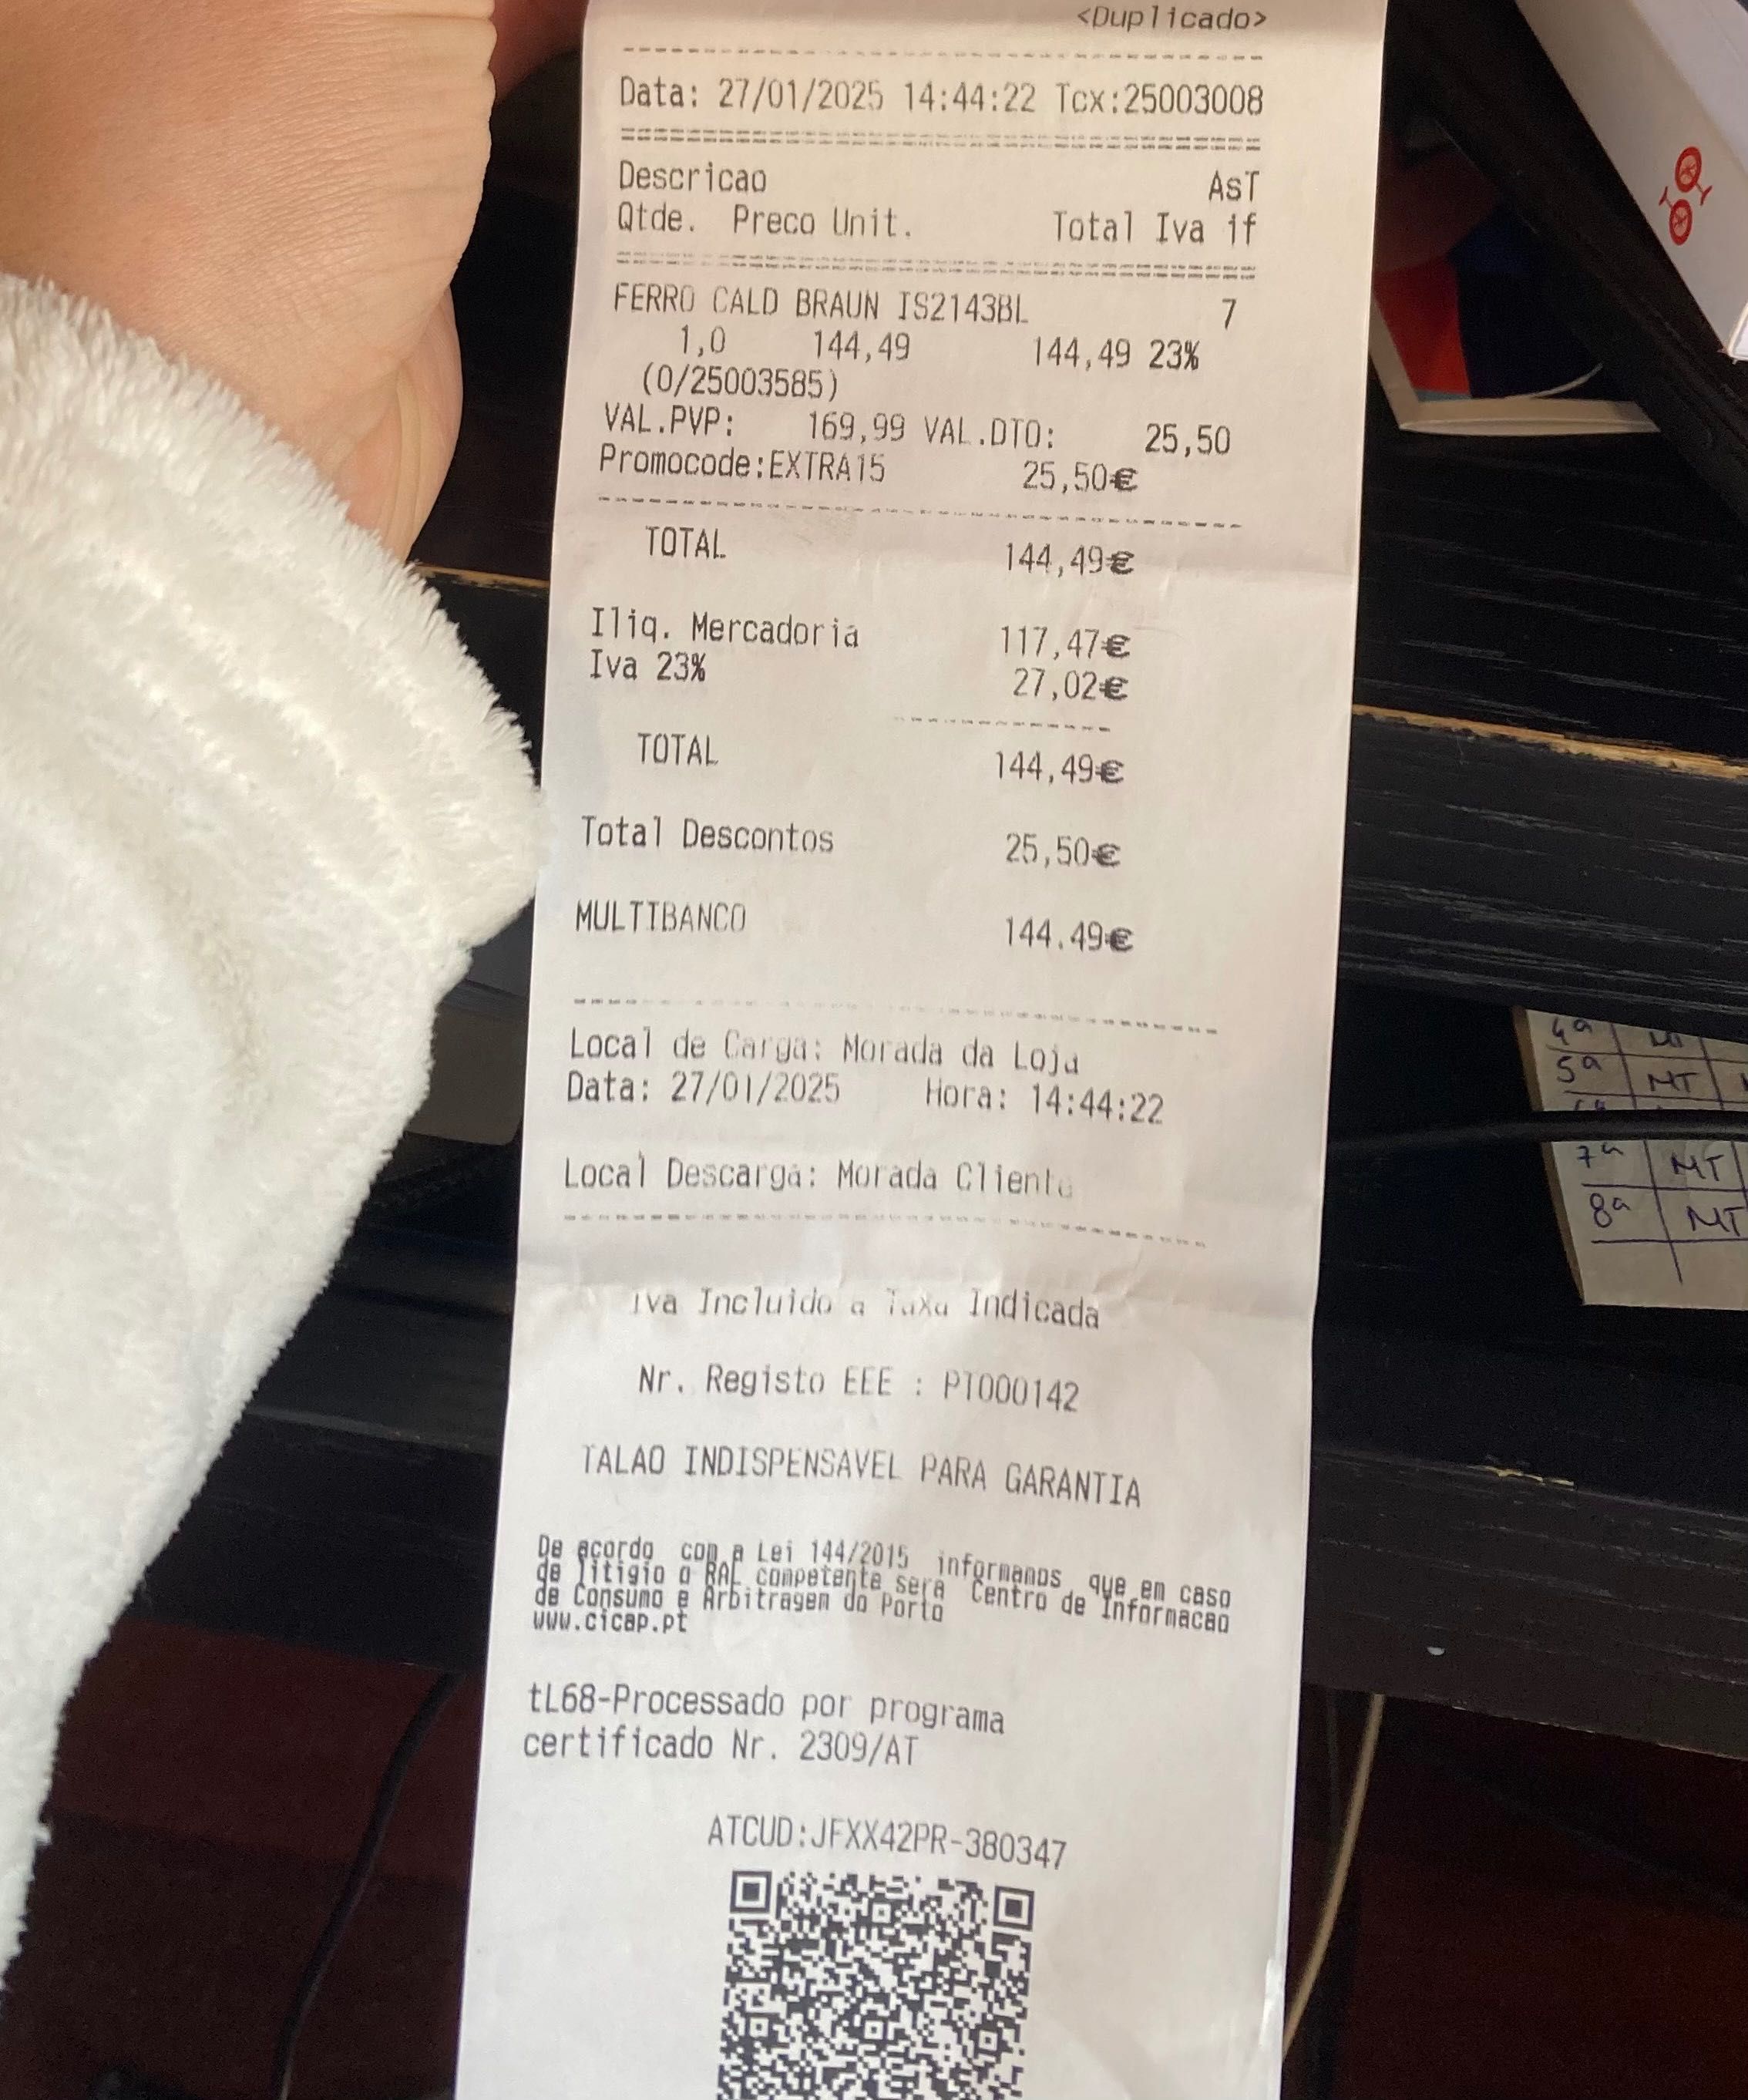 <Duplicado>
Data: 27/01/2025 14:44:22 Tcx:25003008
Descricao AsT
Qtde. Preco Unit. Total Iva if
FERRO CALD BRAUN IS2143BL 7
1,0 144,49 144,49 23%
(0/25003585)
VAL.PVP: 169,99 VAL.DTO: 25,50
Promocode:EXTRA15 25,50€
TOTAL 144,49€
Iliq. Mercadoria 117,47€
Iva 23% 27,02€
TOTAL 144,49€
Total Descontos 25,50€
MULTIBANCO 144.49€
Local de Carga: Morada da Loja
Data: 27/01/2025 Hora: 14:44:22
Local Descarga: Morada Cliente
Iva Incluido a Taxa Indicada
Nr. Registo EEE : PT000142
TALAO INDISPENSAVEL PARA GARANTIA
De acordo com a Lei 144/2015 informamos que em caso
de litigio a RAL competente sera Centro de Informacao
de Consumo e Arbitragem do Porto
www.cicap.pt
tL68-Processado por programa
certificado Nr. 2309/AT
ATCUD:JFXX42PR-380347
4ª MT
5ª MT
7ª MT
8ª MT